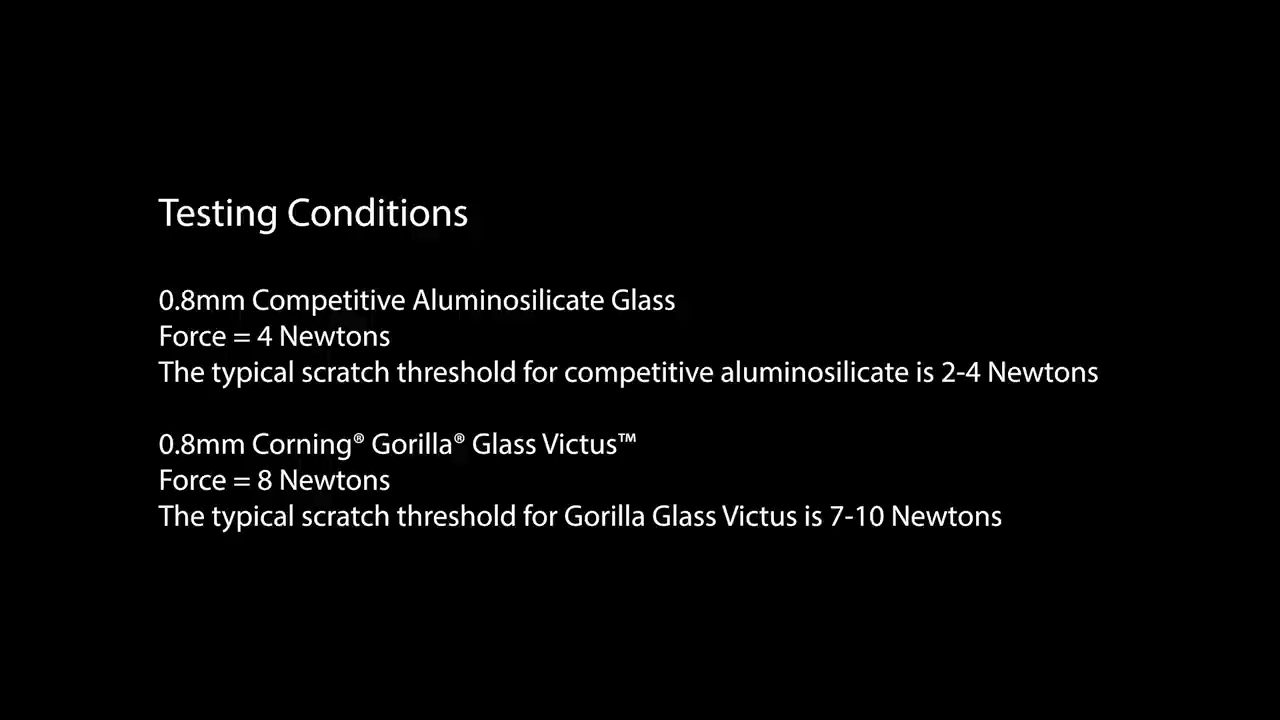 Testing Conditions
0.8mm Competitive Aluminosilicate Glass
Force = 4 Newtons
The typical scratch threshold for competitive aluminosilicate is 2-4 Newtons
0.8mm Corning® Gorilla® Glass Victus™
Force = 8 Newtons
The typical scratch threshold for Gorilla Glass Victus is 7-10 Newtons